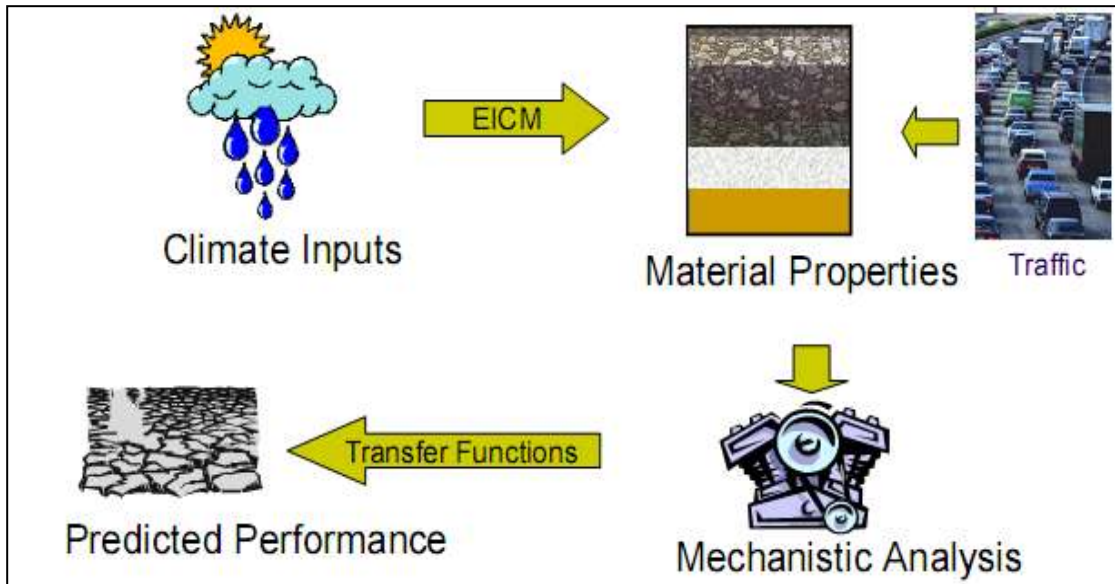 EICM
Climate Inputs
Material Properties
Traffic
Transfer Functions
Predicted Performance
Mechanistic Analysis